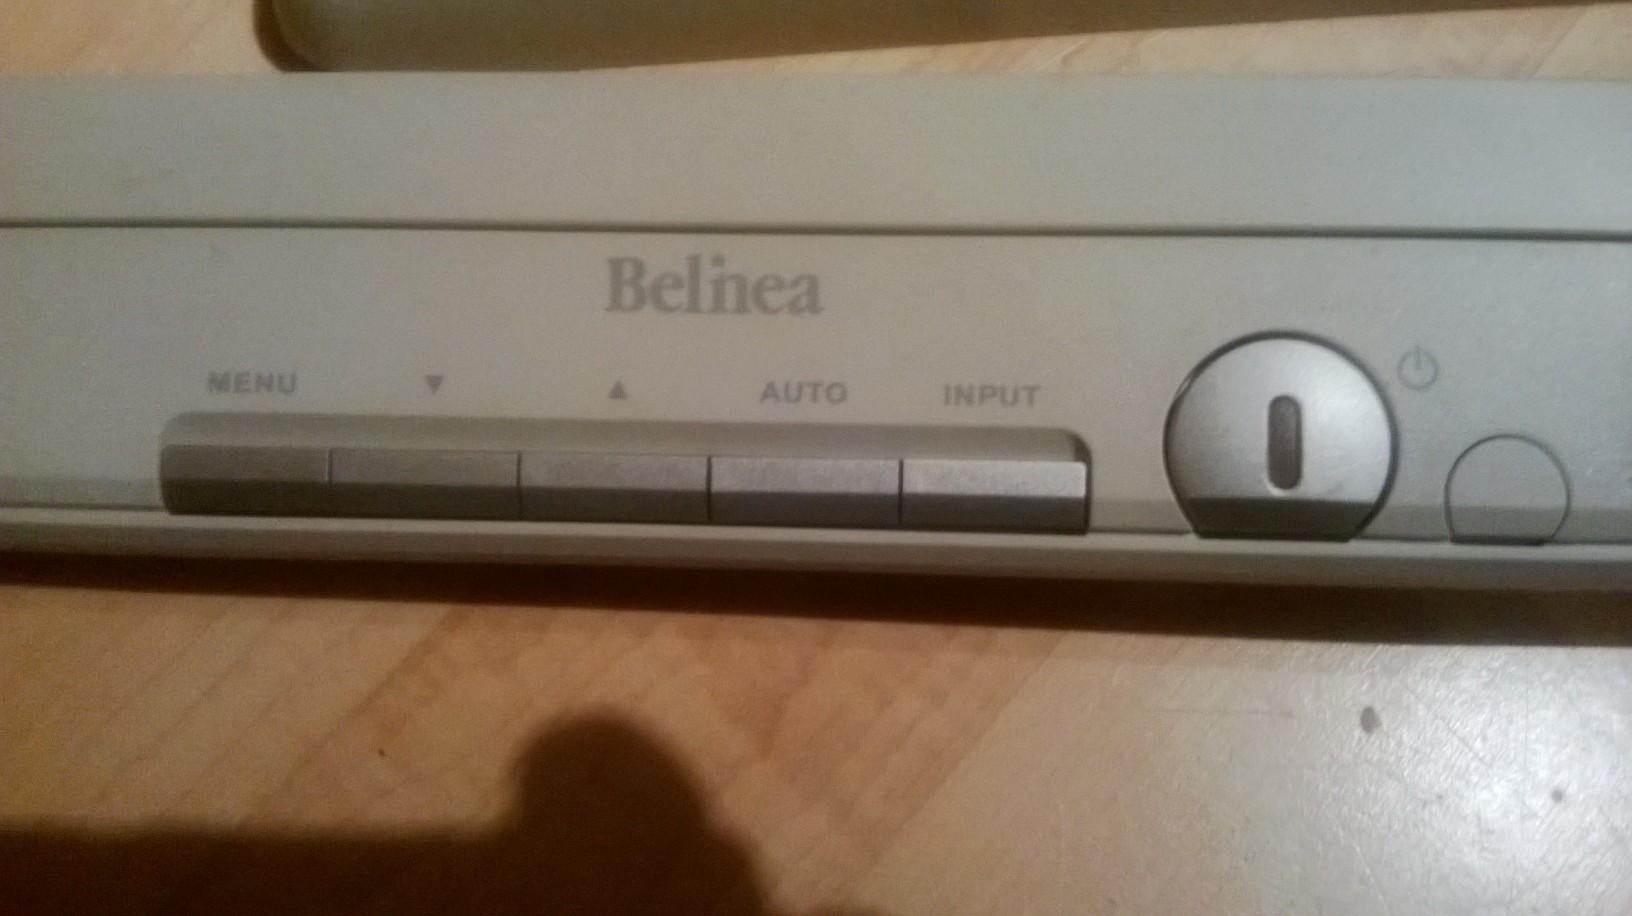 Belinea
MENU ▼ ▲ AUTO INPUT